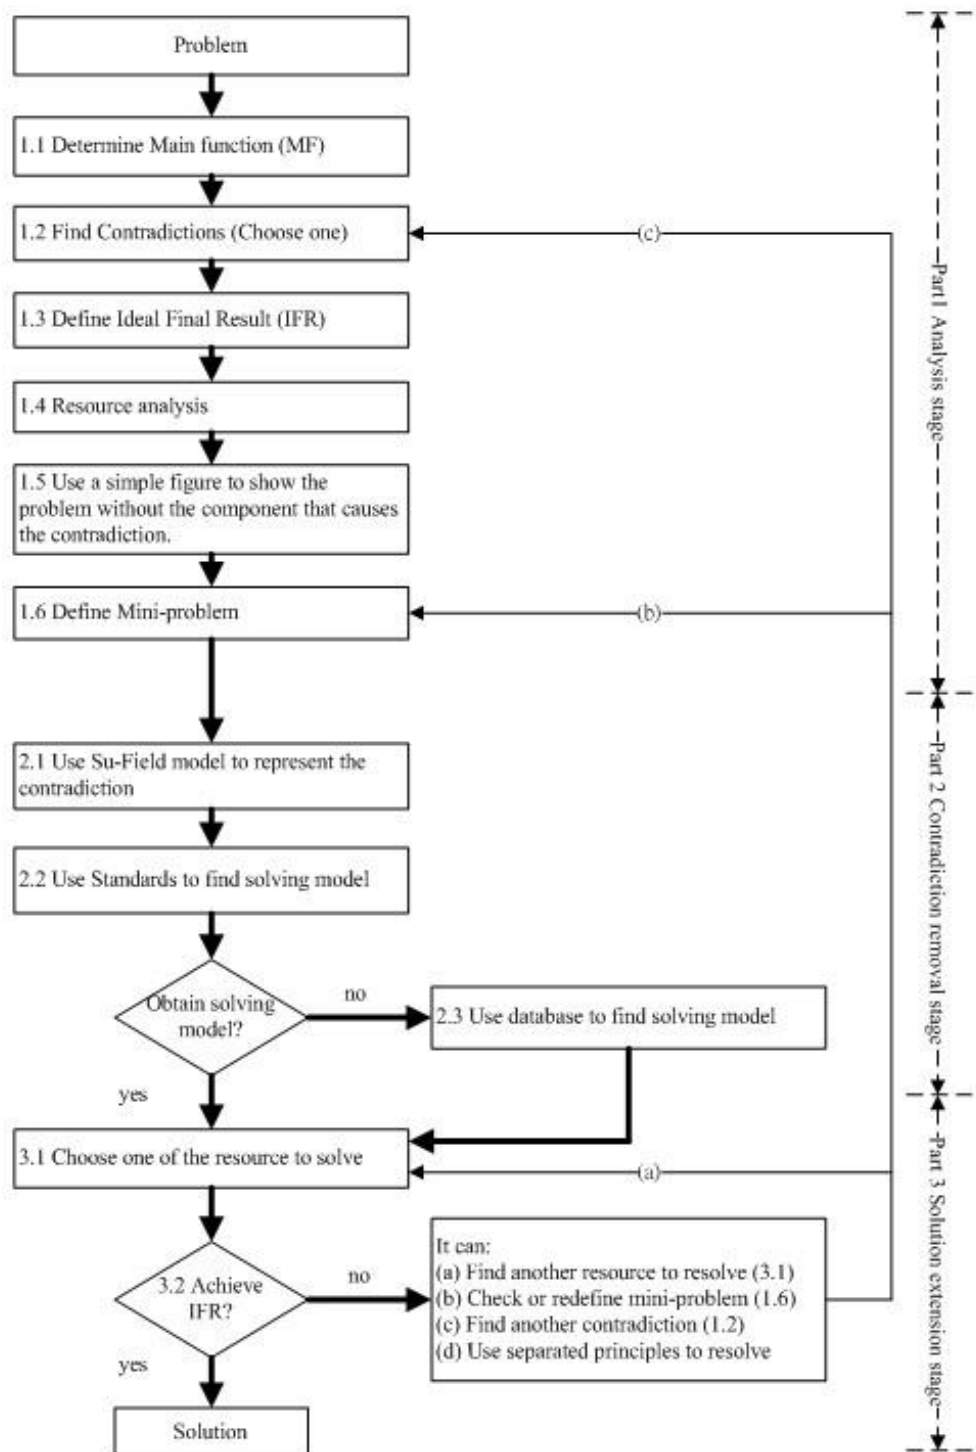 Problem
1.1 Determine Main function (MF)
1.2 Find Contradictions (Choose one)
(c)
1.3 Define Ideal Final Result (IFR)
1.4 Resource analysis
1.5 Use a simple figure to show the
problem without the component that causes
the contradiction.
1.6 Define Mini-problem
(b)
Part1 Analysis stage
2.1 Use Su-Field model to represent the
contradiction
2.2 Use Standards to find solving model
Obtain solving
model?
no
2.3 Use database to find solving model
yes
Part 2 Contradiction removal stage
3.1 Choose one of the resource to solve
(a)
3.2 Achieve
IFR?
no
It can:
(a) Find another resource to resolve (3.1)
(b) Check or redefine mini-problem (1.6)
(c) Find another contradiction (1.2)
(d) Use separated principles to resolve
yes
Solution
Part 3 Solution extension stage